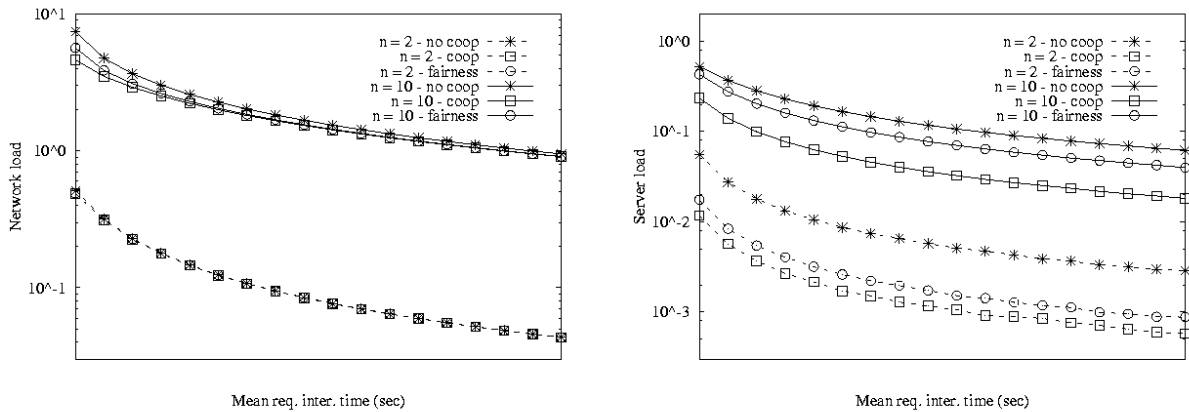 10^1
10^0
10^-1
Network load
n = 2 - no coop
n = 2 - coop
n = 2 - fairness
n = 10 - no coop
n = 10 - coop
n = 10 - fairness
Mean req. inter. time (sec)
10^0
10^-1
10^-2
10^-3
Server load
n = 2 - no coop
n = 2 - coop
n = 2 - fairness
n = 10 - no coop
n = 10 - coop
n = 10 - fairness
Mean req. inter. time (sec)